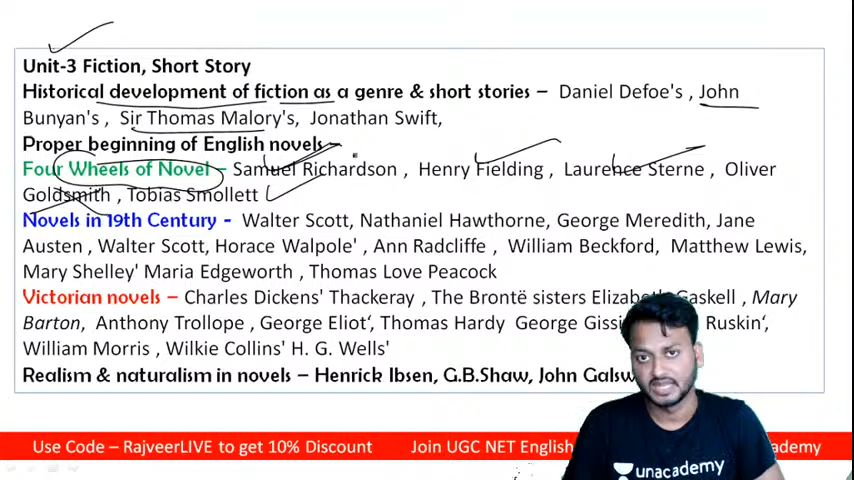 Unit-3 Fiction, Short Story
Historical development of fiction as a genre & short stories – Daniel Defoe's , John
Bunyan's , Sir Thomas Malory's, Jonathan Swift,
Proper beginning of English novels –
Four Wheels of Novel – Samuel Richardson , Henry Fielding , Laurence Sterne , Oliver
Goldsmith , Tobias Smollett
Novels in 19th Century - Walter Scott, Nathaniel Hawthorne, George Meredith, Jane
Austen , Walter Scott, Horace Walpole' , Ann Radcliffe , William Beckford, Matthew Lewis,
Mary Shelley' Maria Edgeworth , Thomas Love Peacock
Victorian novels – Charles Dickens' Thackeray , The Brontë sisters Elizabeth Gaskell , Mary
Barton, Anthony Trollope , George Eliot‘, Thomas Hardy George Ruskin‘,
William Morris , Wilkie Collins' H. G. Wells'
Realism & naturalism in novels – Henrick Ibsen, G.B.Shaw, John
Use Code – RajveerLIVE to get 10% Discount Join UGC NET English
unacademy